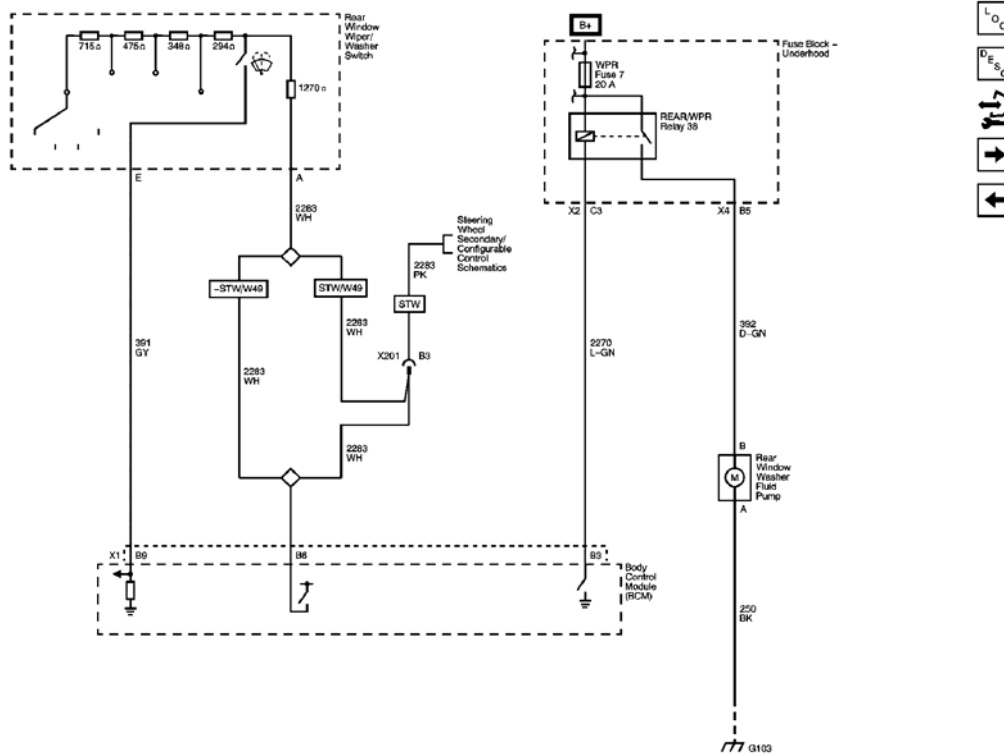 Rear
Window
Wiper/
Washer
Switch
715Ω
475Ω
348Ω
294Ω
1270Ω
E
A
B+
Fuse Block –
Underhood
WPR
Fuse 7
20 A
REAR/WPR
Relay 38
X2
C3
X4
B5
2283
WH
Steering
Wheel
Secondary/
Configurable
Control
Schematics
2283
PK
–STW/W49
STW/W49
STW
2283
WH
X201
B3
391
GY
2283
WH
2283
WH
2270
L–GN
392
D–GN
B
M
Rear
Window
Washer
Fluid
Pump
A
X1
B9
B6
B3
Body
Control
Module
(BCM)
250
BK
G103